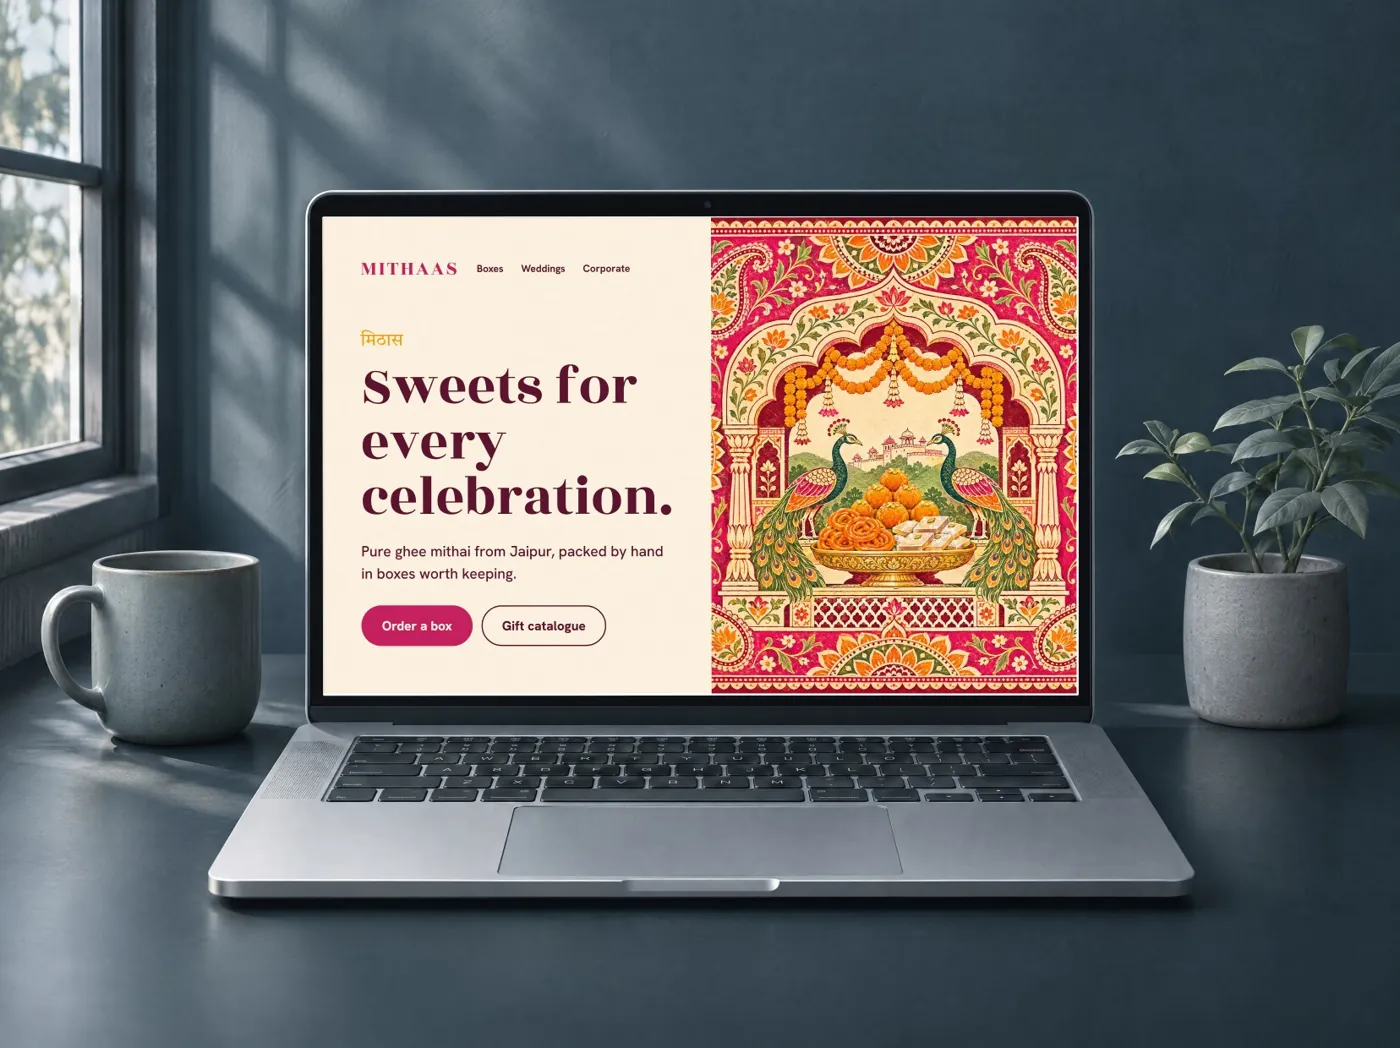 MITHAAS Boxes Weddings Corporate
मिठास
Sweets for
every
celebration.
Pure ghee mithai from Jaipur, packed by hand
in boxes worth keeping.
Order a box Gift catalogue